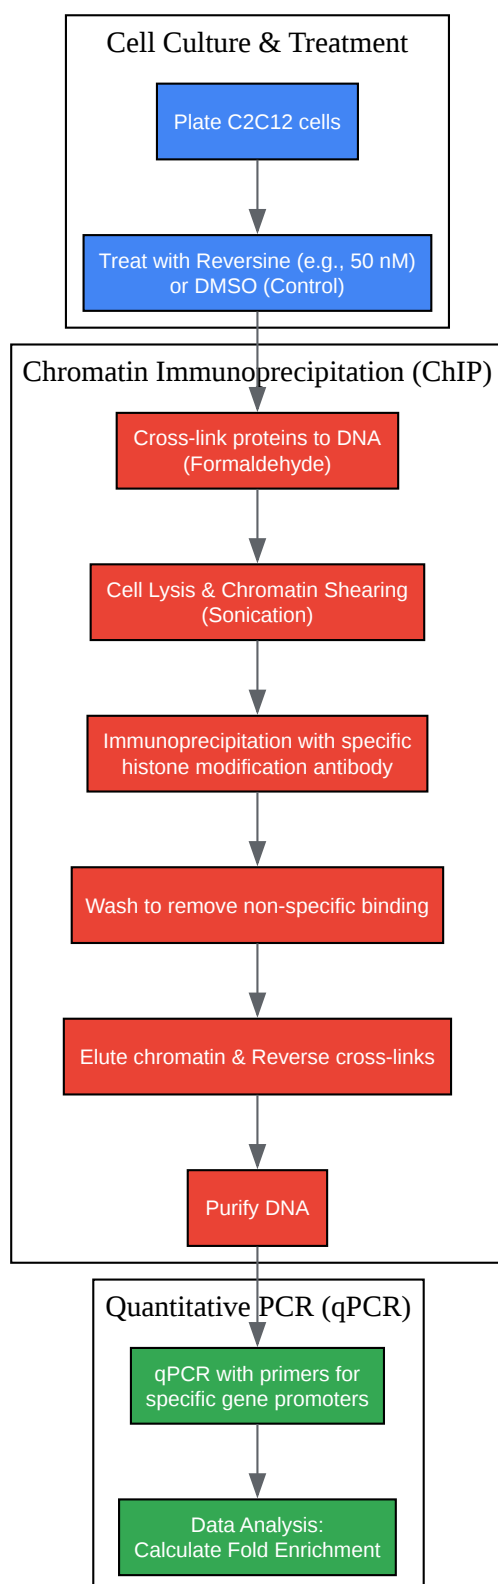 Cell Culture & Treatment
Plate C2C12 cells
Treat with Reversine (e.g., 50 nM)
or DMSO (Control)
Chromatin Immunoprecipitation (ChIP)
Cross-link proteins to DNA
(Formaldehyde)
Cell Lysis & Chromatin Shearing
(Sonication)
Immunoprecipitation with specific
histone modification antibody
Wash to remove non-specific binding
Elute chromatin & Reverse cross-links
Purify DNA
Quantitative PCR (qPCR)
qPCR with primers for
specific gene promoters
Data Analysis:
Calculate Fold Enrichment